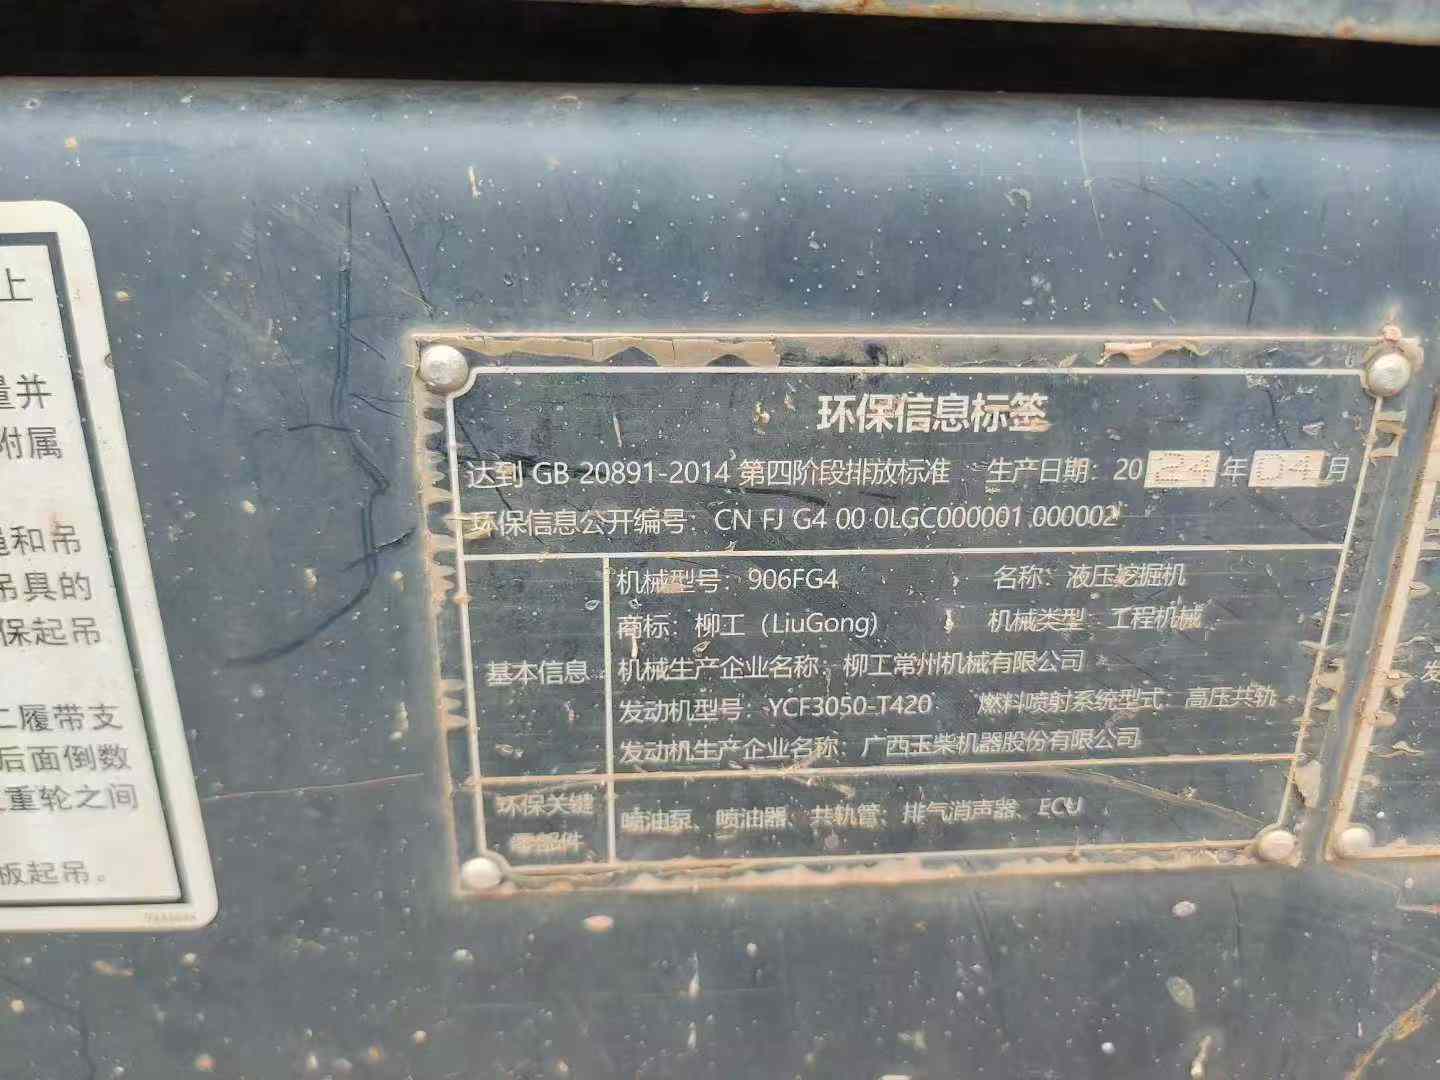 上
量并
附属
绳和吊
吊具的
保起吊
二履带支
后面倒数
重轮之间
板起吊。
环保信息标签
达到 GB 20891-2014 第四阶段排放标准 生产日期：2024年04月
环保信息公开编号：CN FJ G4 00 0LGC000001 000002
机械型号：906FG4 名称：液压挖掘机
商标：柳工（LiuGong） 机械类型：工程机械
基本信息
机械生产企业名称：柳工常州机械有限公司
发动机型号：YCF3050-T420 燃料喷射系统型式：高压共轨
发动机生产企业名称：广西玉柴机器股份有限公司
环保关键
零部件
喷油泵、喷油器、共轨管、排气消声器、ECU
发